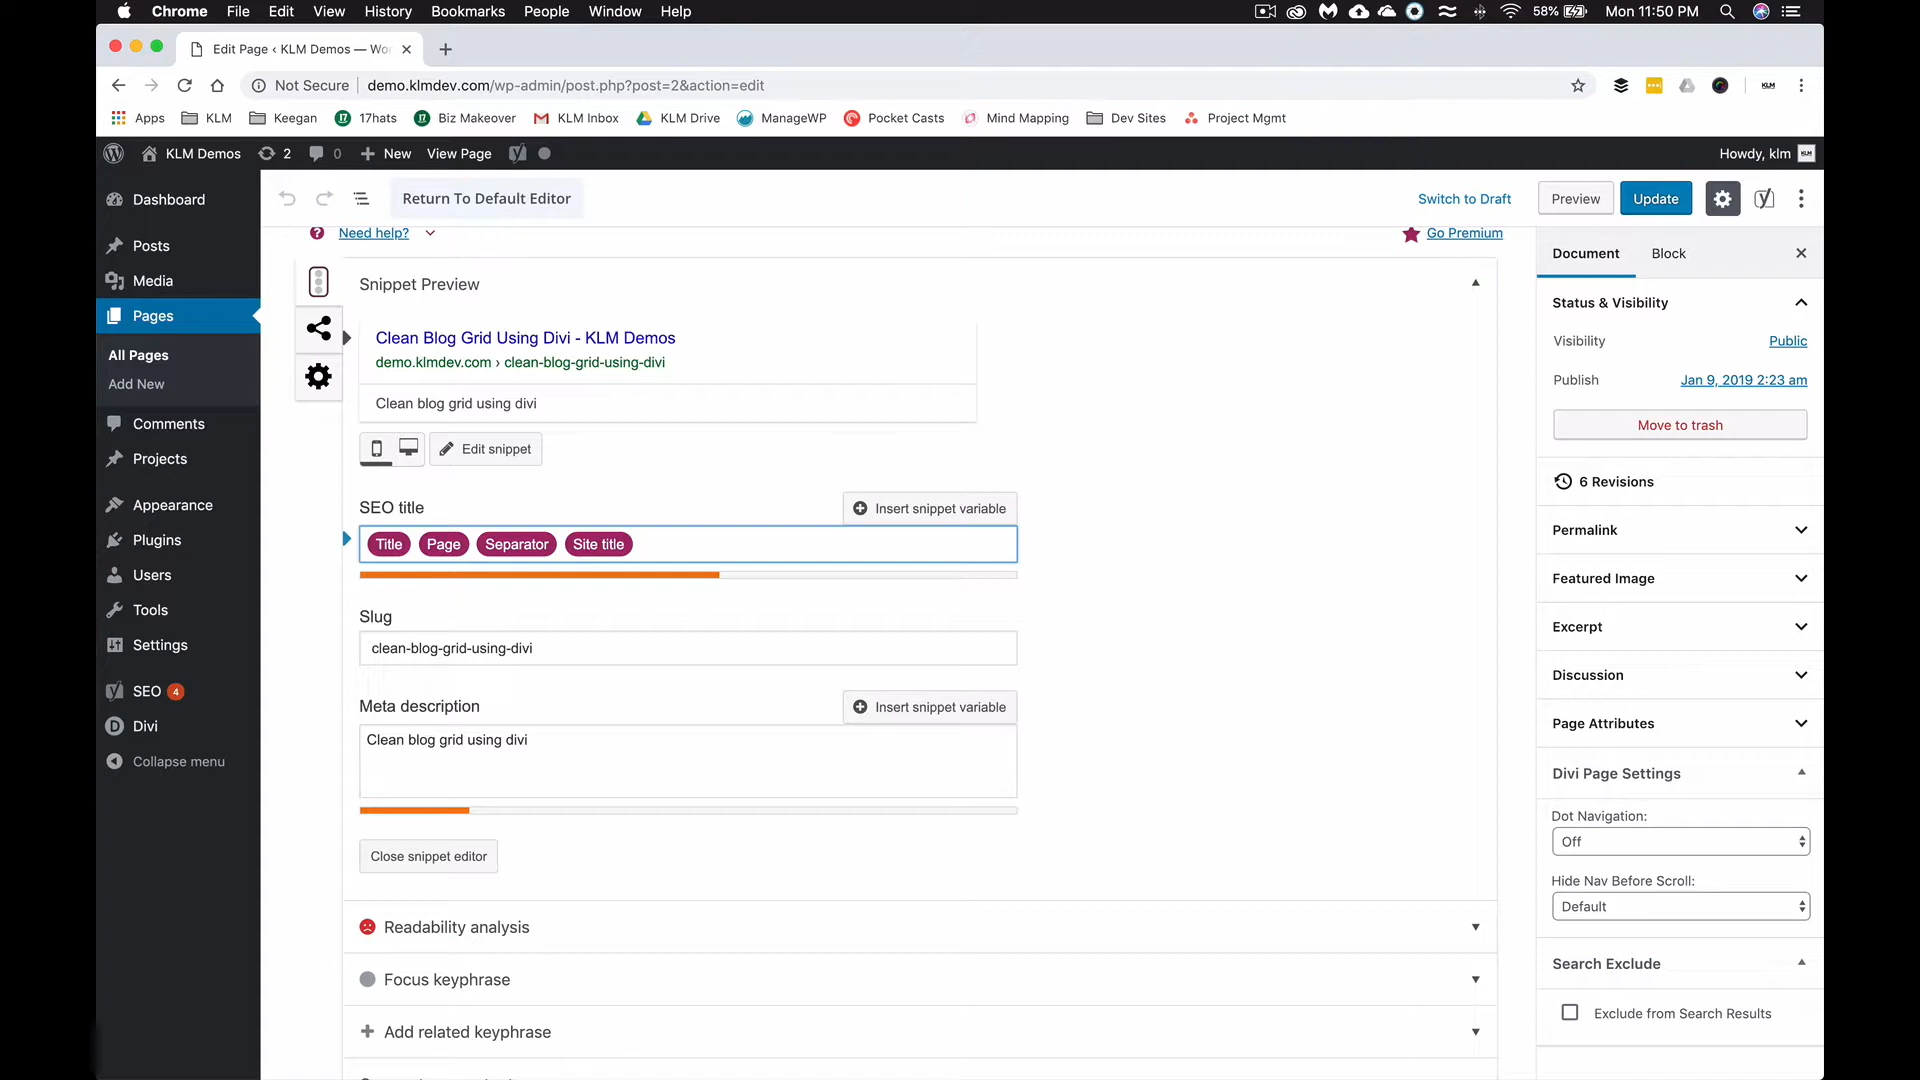 Chrome File Edit View History Bookmarks People Window Help 58% Mon 11:50 PM
Edit Page ‹ KLM Demos — Wo
Not Secure demo.klmdev.com/wp-admin/post.php?post=2&action=edit KLM
Apps KLM Keegan 17hats Biz Makeover KLM Inbox KLM Drive ManageWP Pocket Casts Mind Mapping Dev Sites Project Mgmt
KLM Demos 2 0 New View Page Howdy, klm KLM
Dashboard
Posts
Media
Pages
All Pages
Add New
Comments
Projects
Appearance
Plugins
Users
Tools
Settings
SEO 4
Divi
Collapse menu
Return To Default Editor Switch to Draft Preview Update
Need help? Go Premium
Snippet Preview
Clean Blog Grid Using Divi - KLM Demos
demo.klmdev.com › clean-blog-grid-using-divi
Clean blog grid using divi
Edit snippet
SEO title Insert snippet variable
Title Page Separator Site title
Slug
clean-blog-grid-using-divi
Meta description Insert snippet variable
Clean blog grid using divi
Close snippet editor
Readability analysis
Focus keyphrase
Add related keyphrase
Document Block
Status & Visibility
Visibility Public
Publish Jan 9, 2019 2:23 am
Move to trash
6 Revisions
Permalink
Featured Image
Excerpt
Discussion
Page Attributes
Divi Page Settings
Dot Navigation:
Off
Hide Nav Before Scroll:
Default
Search Exclude
Exclude from Search Results